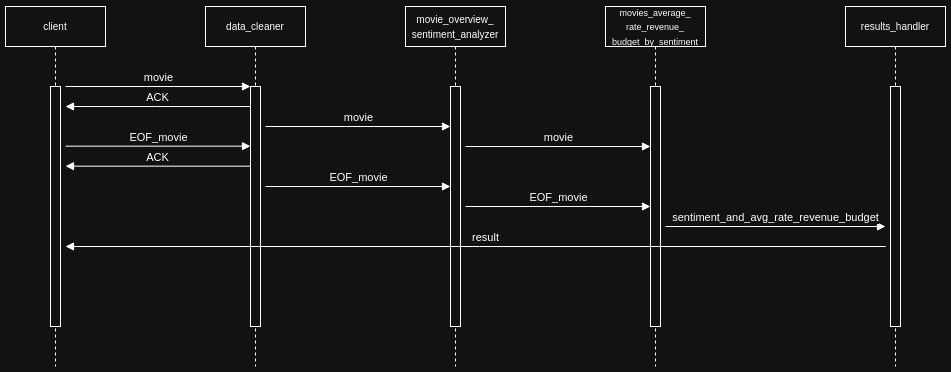 client
data_cleaner
movie_overview_
sentiment_analyzer
movies_average_
rate_revenue_
budget_by_sentiment
results_handler
movie
ACK
movie
EOF_movie
movie
ACK
EOF_movie
EOF_movie
sentiment_and_avg_rate_revenue_budget
result